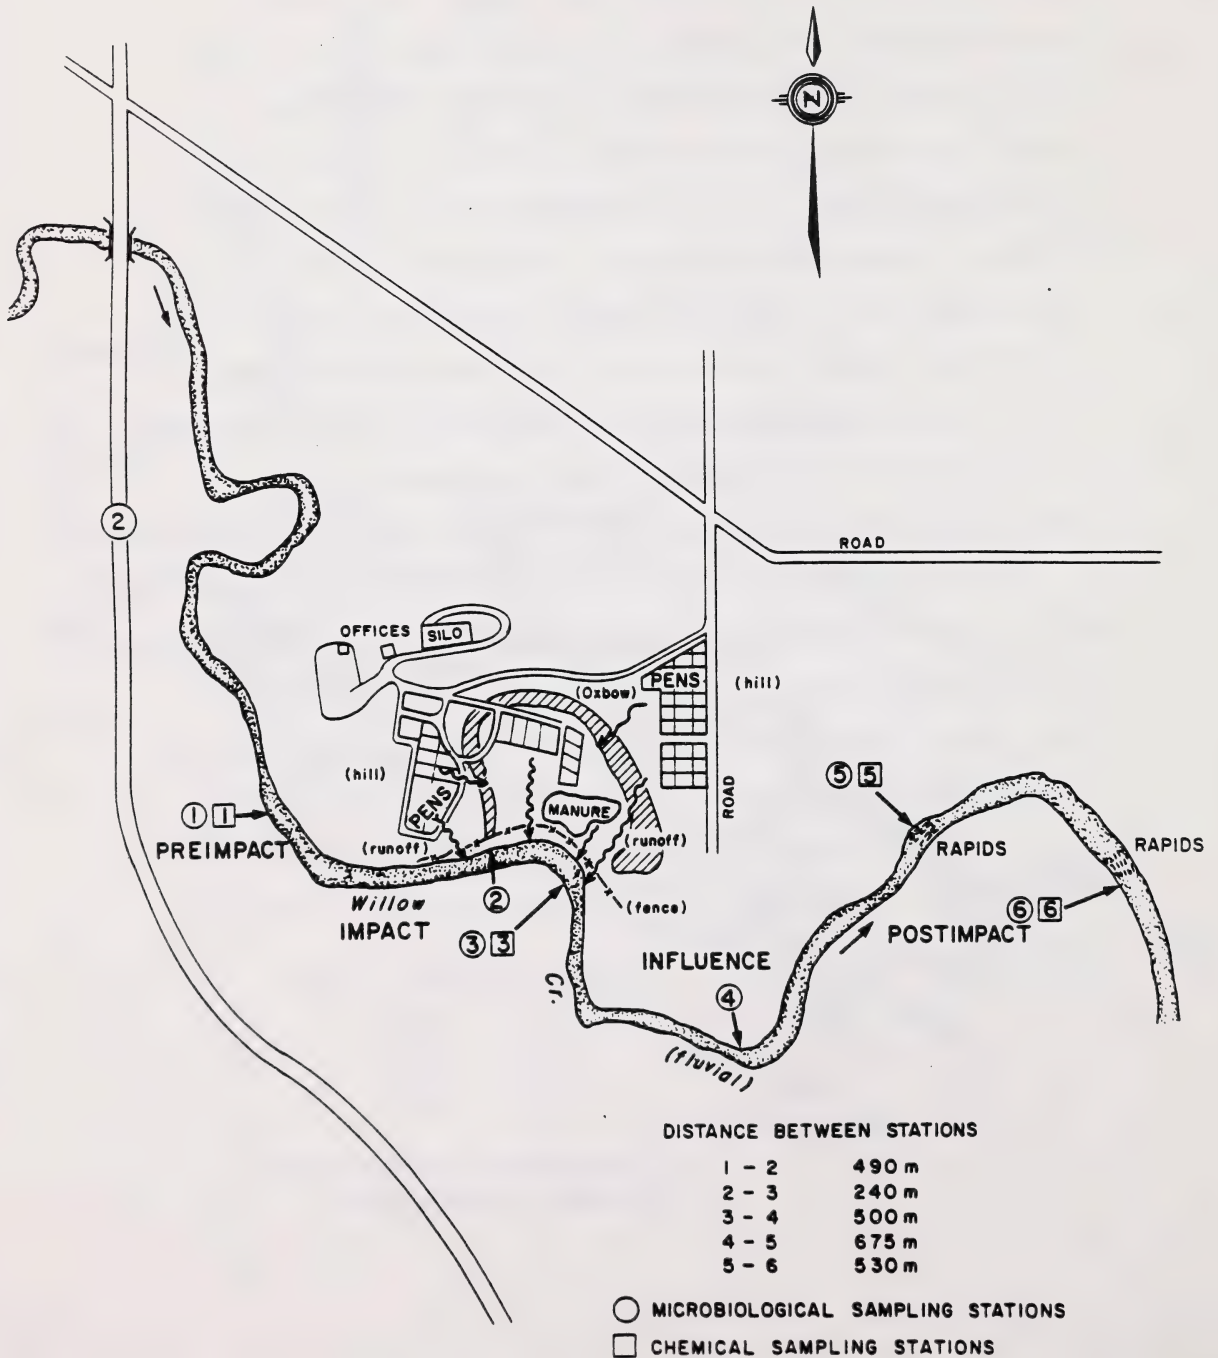 N
2
ROAD
OFFICES
SILO
(Oxbow)
PENS
(hill)
(hill)
PENS
MANURE
ROAD
5 5
1 1
PREIMPACT
(runoff)
(runoff)
RAPIDS
RAPIDS
Willow
2
(fence)
6 6
IMPACT
3 3
POSTIMPACT
INFLUENCE
Cr.
4
(fluvial)
DISTANCE BETWEEN STATIONS
1 - 2 490 m
2 - 3 240 m
3 - 4 500 m
4 - 5 675 m
5 - 6 530 m
MICROBIOLOGICAL SAMPLING STATIONS
CHEMICAL SAMPLING STATIONS